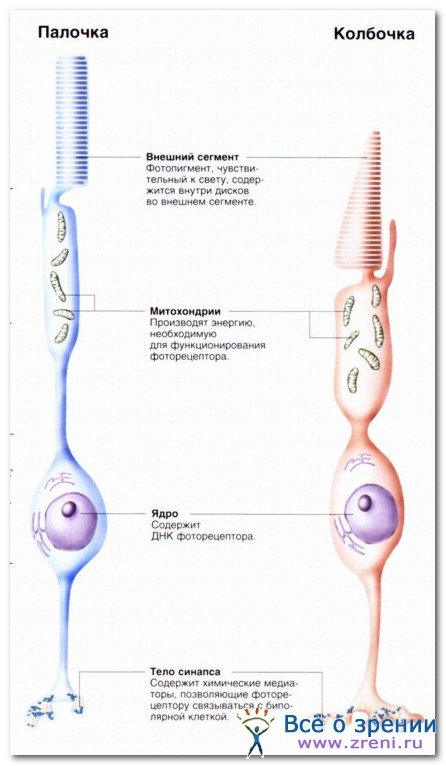 Палочка
Колбочка
Внешний сегмент
Фотопигмент, чувстви-
тельный к свету, содер-
жится внутри дисков
во внешнем сегменте.
Митохондрии
Производят энергию,
необходимую
для функционирования
фоторецептора.
Ядро
Содержит
ДНК фоторецептора.
Тело синапса
Содержит химические медиа-
торы, позволяющие фоторе-
цептору связываться с бипо-
лярной клеткой.
Всё о зрении
www.zreni.ru